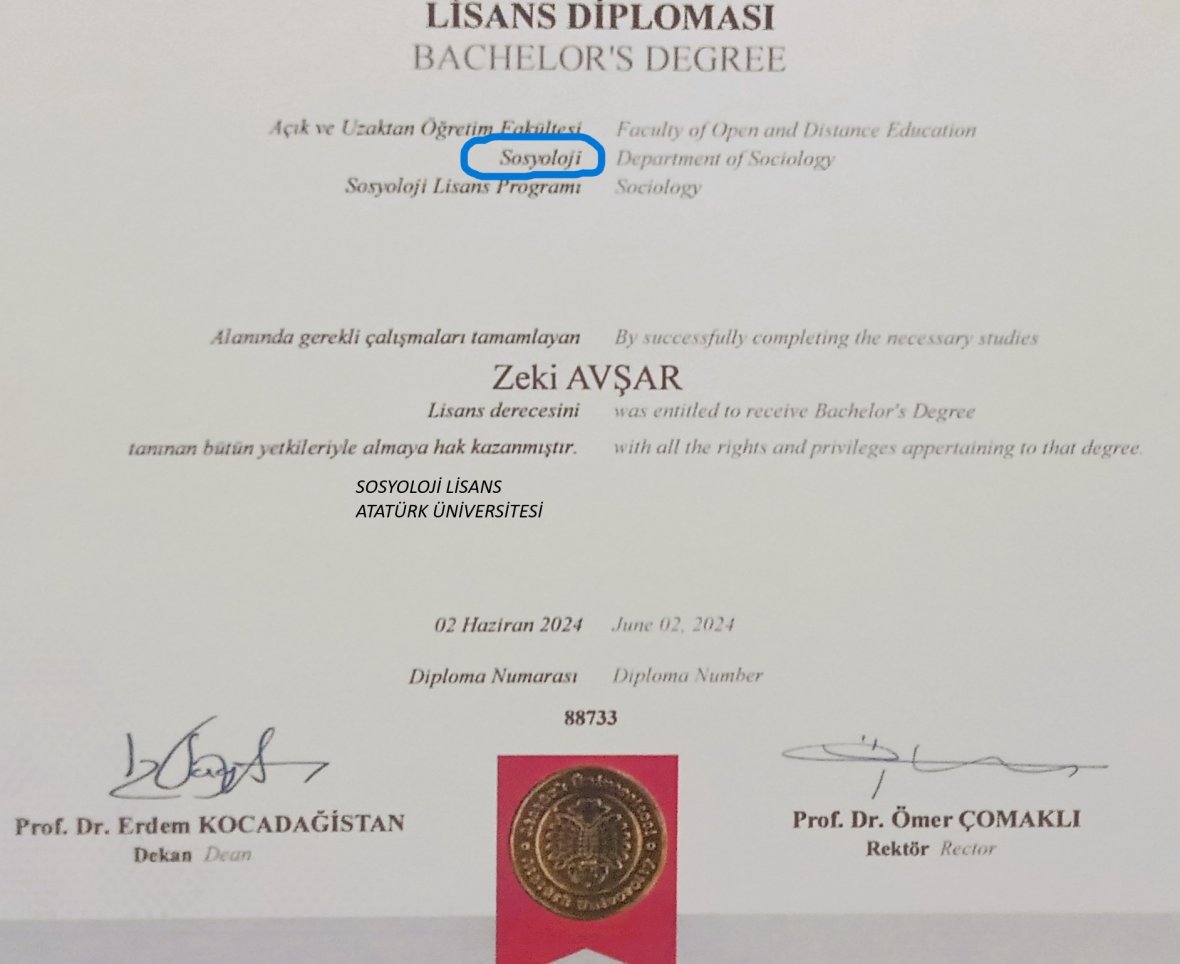 LİSANS DİPLOMASI
BACHELOR'S DEGREE
Açık ve Uzaktan Öğretim Fakültesi Faculty of Open and Distance Education
Sosyoloji Department of Sociology
Sosyoloji Lisans Programı Sociology
Alanında gerekli çalışmaları tamamlayan By successfully completing the necessary studies
Zeki AVŞAR
Lisans derecesini was entitled to receive Bachelor's Degree
tanınan bütün yetkileriyle almaya hak kazanmıştır. with all the rights and privileges appertaining to that degree.
SOSYOLOJİ LİSANS
ATATÜRK ÜNİVERSİTESİ
02 Haziran 2024 June 02, 2024
Diploma Numarası Diploma Number
88733
Prof. Dr. Erdem KOCADAĞİSTAN Prof. Dr. Ömer ÇOMAKLI
Dekan Dean Rektör Rector